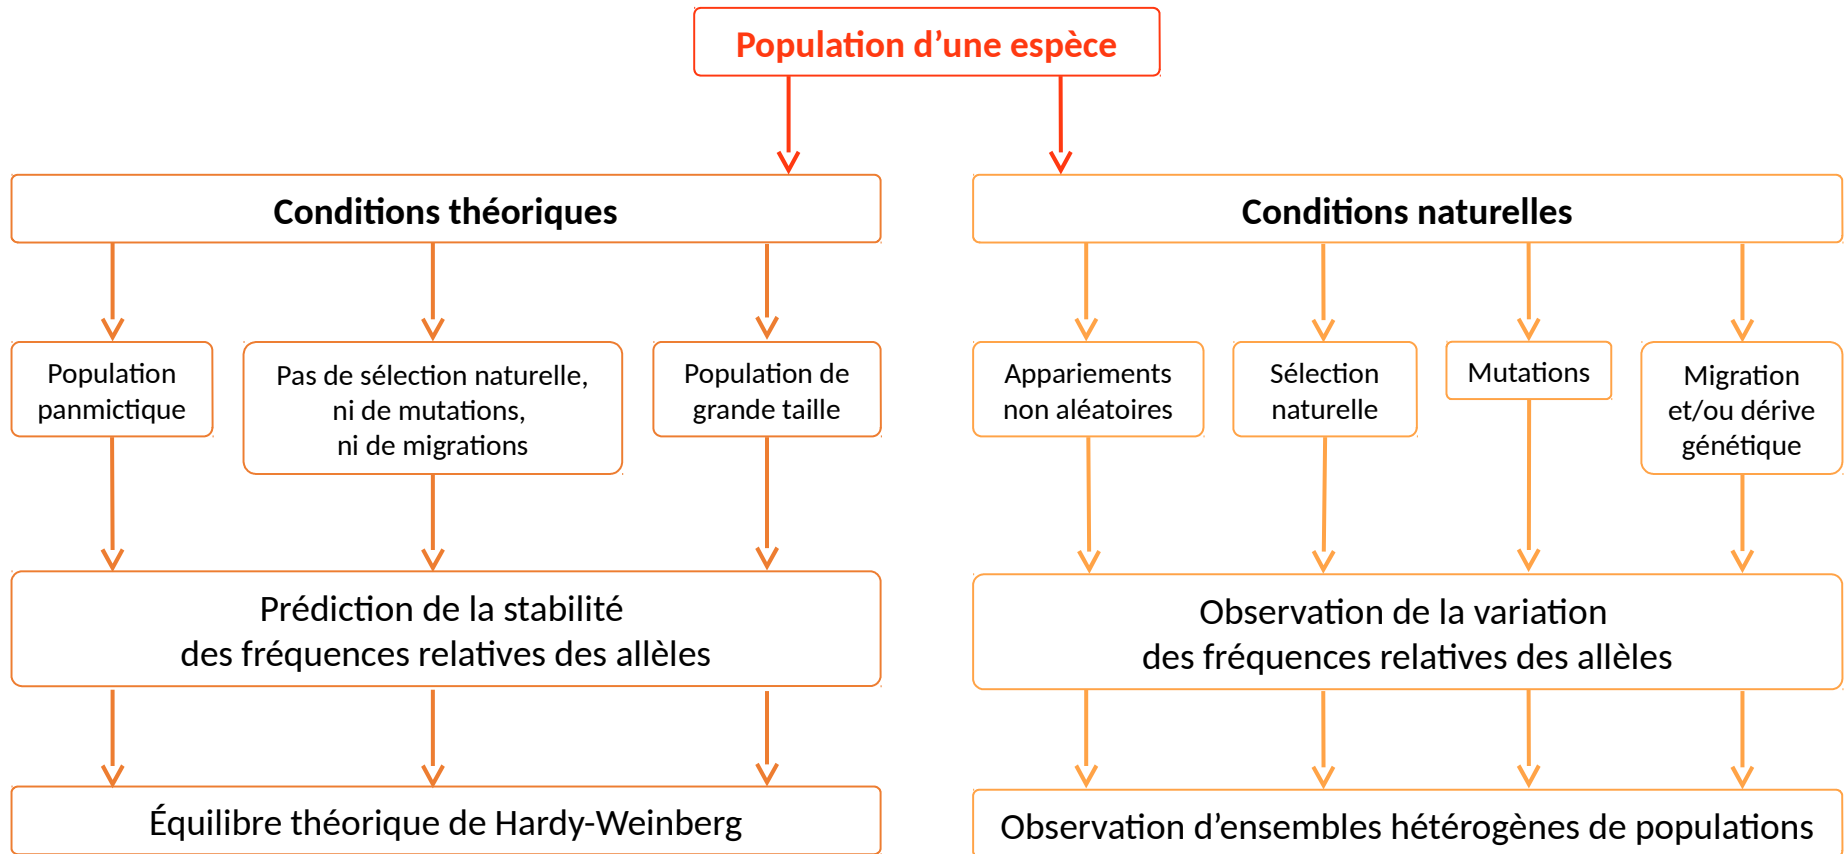 Population d’une espèce
Conditions théoriques
Conditions naturelles
Population
panmictique
Pas de sélection naturelle,
ni de mutations,
ni de migrations
Population de
grande taille
Appariements
non aléatoires
Sélection
naturelle
Mutations
Migration
et/ou dérive
génétique
Prédiction de la stabilité
des fréquences relatives des allèles
Observation de la variation
des fréquences relatives des allèles
Équilibre théorique de Hardy-Weinberg
Observation d’ensembles hétérogènes de populations